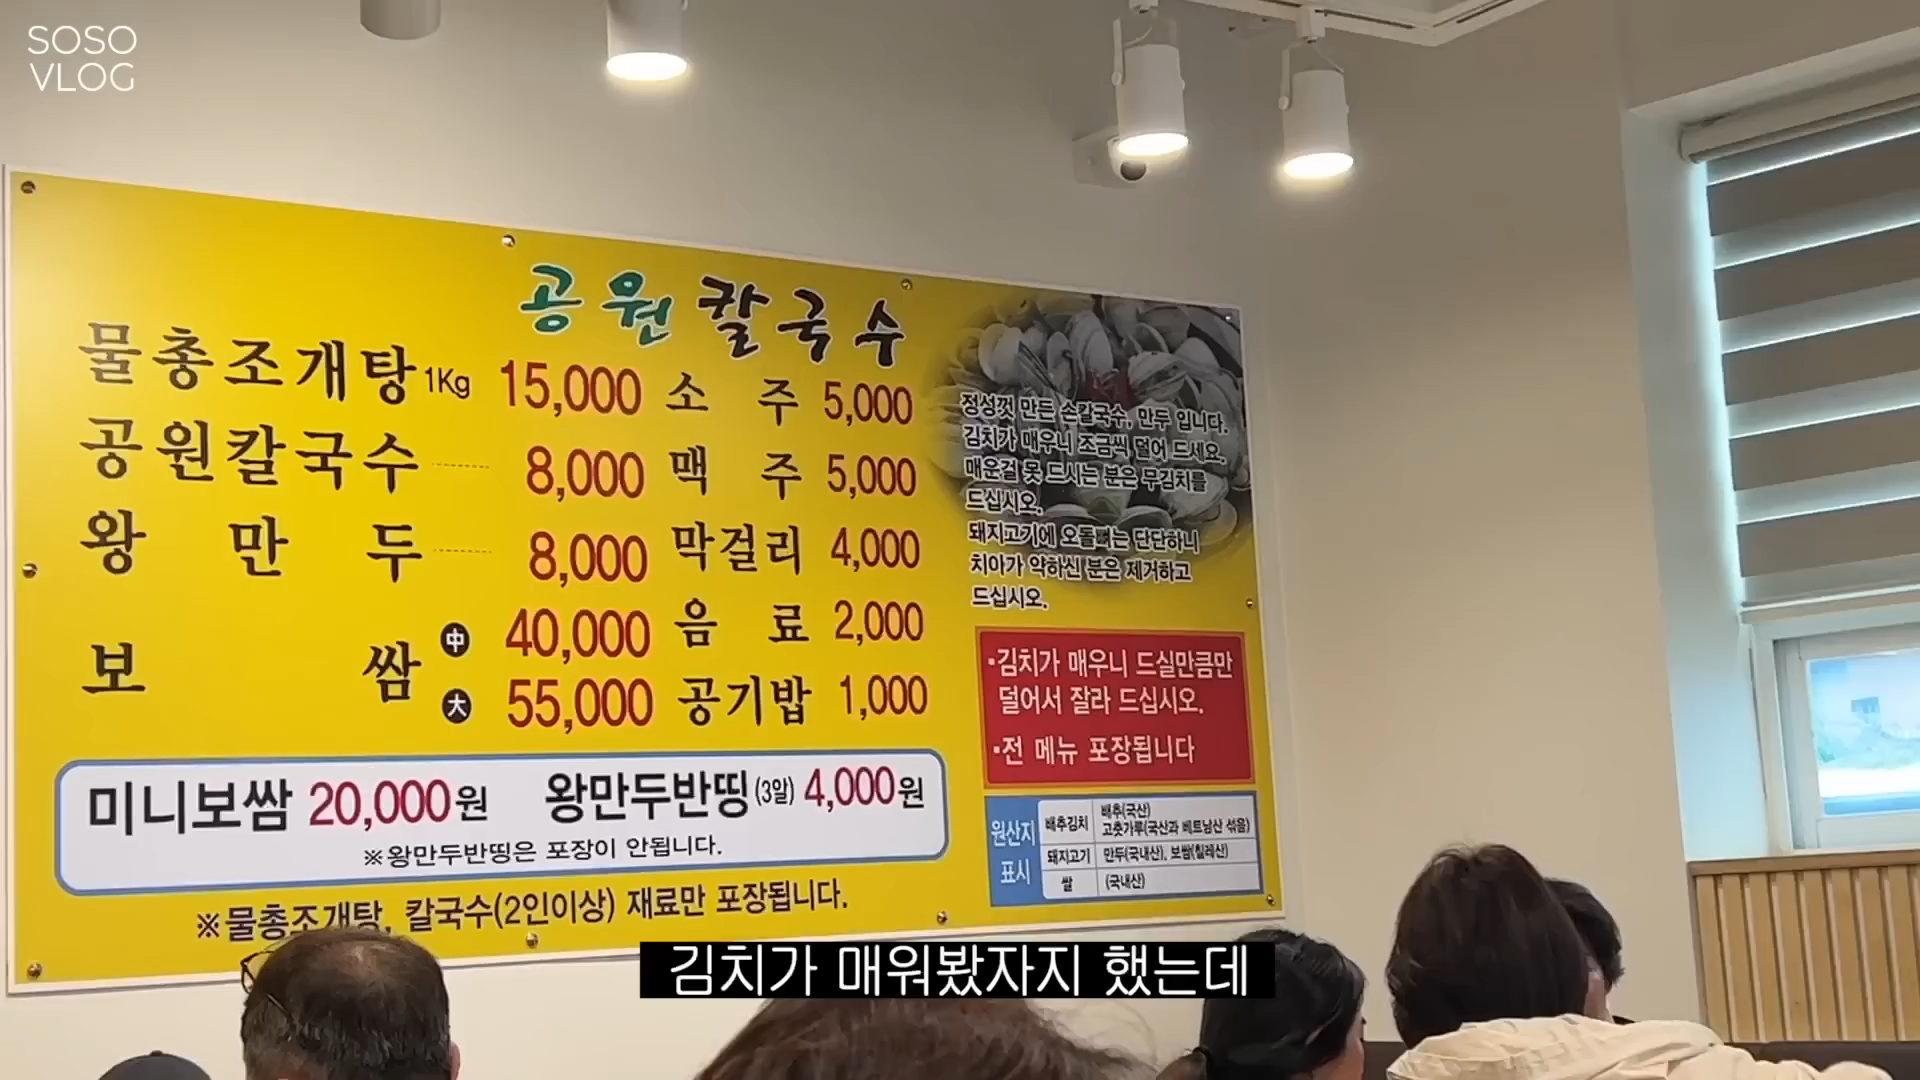 SOSO
VLOG
공원칼국수
물총조개탕 1Kg 15,000
공원칼국수 8,000
왕만두 8,000
보쌈 中 40,000
大 55,000
소주 5,000
맥주 5,000
막걸리 4,000
음료 2,000
공기밥 1,000
미니보쌈 20,000원 왕만두반띵(3알) 4,000원
※왕만두반띵은 포장이 안됩니다.
※물총조개탕, 칼국수(2인이상) 재료만 포장됩니다.
정성껏 만든 손칼국수, 만두 입니다.
김치가 매우니 조금씩 덜어 드세요.
매운걸 못 드시는 분은 무김치를
드십시오.
돼지고기에 오돌뼈는 단단하니
치아가 약하신 분은 제거하고
드십시오.
·김치가 매우니 드실만큼만
덜어서 잘라 드십시오.
·전 메뉴 포장됩니다
원산지
표시
배추김치 배추(국산)
고춧가루(국산과 베트남산 섞음)
돼지고기 만두(국내산), 보쌈(칠레산)
쌀 (국내산)
김치가 매워봤자지 했는데